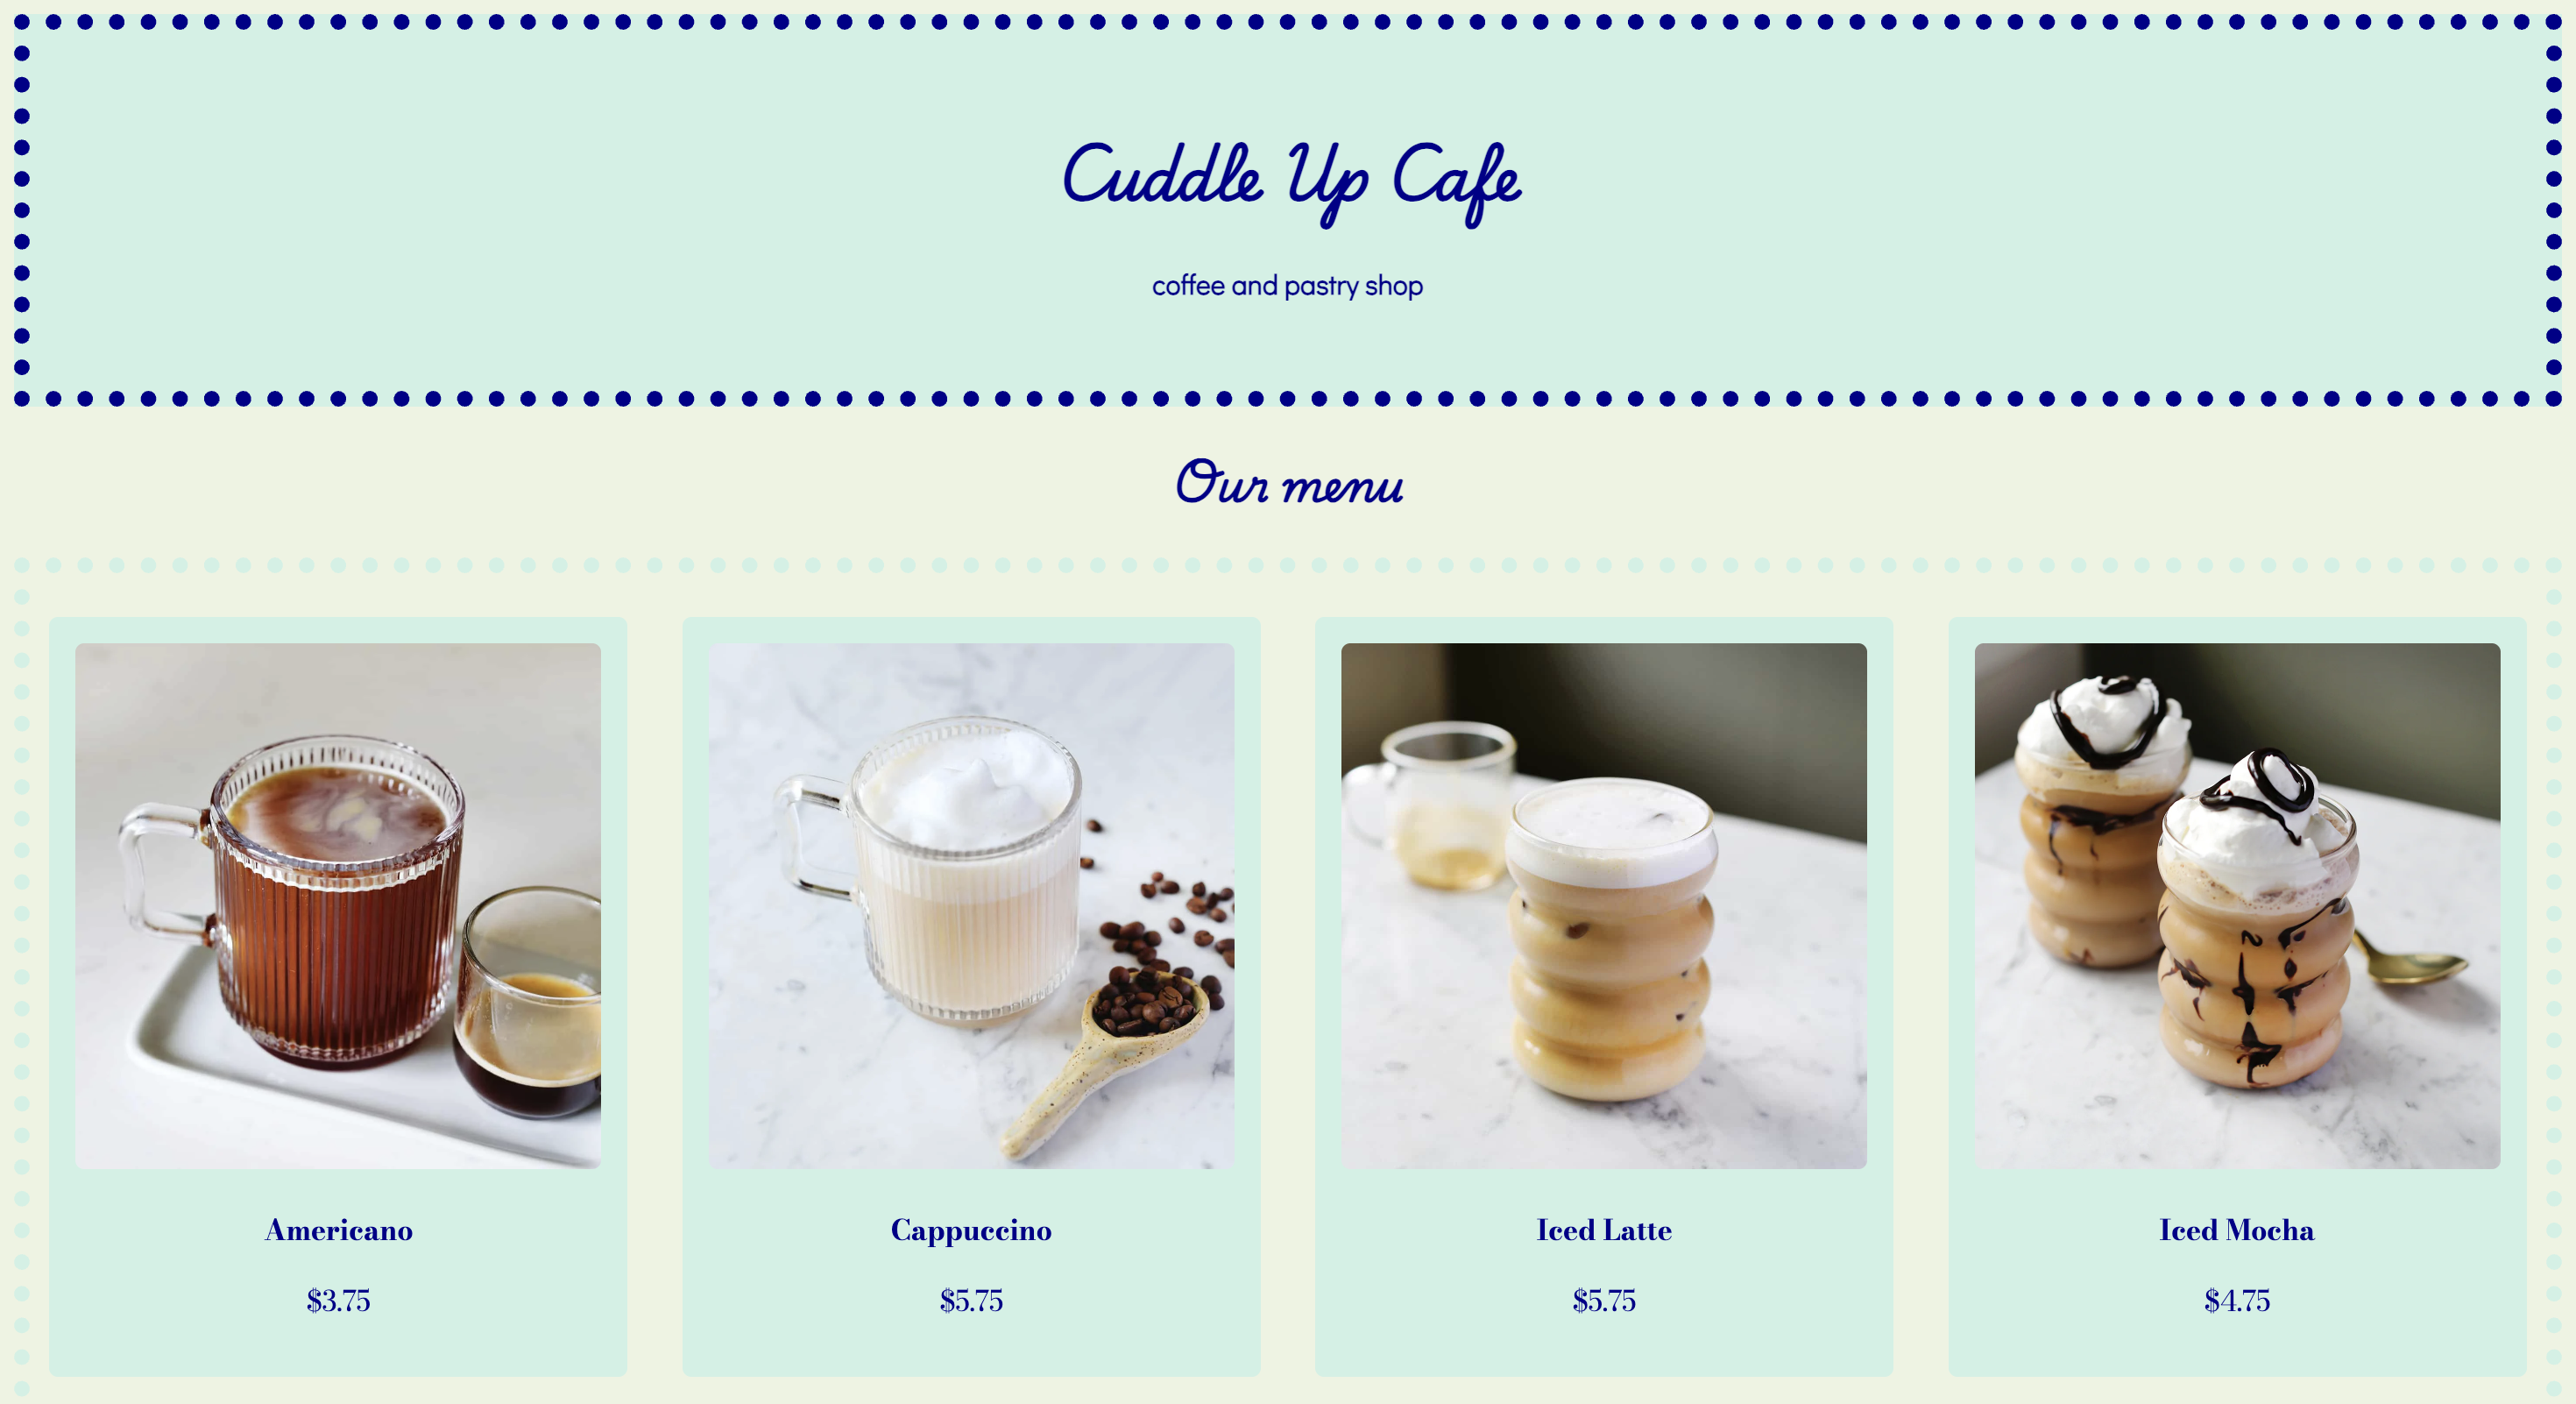 Cuddle Up Cafe
coffee and pastry shop
Our menu
Americano
$3.75
Cappuccino
$5.75
Iced Latte
$5.75
Iced Mocha
$4.75